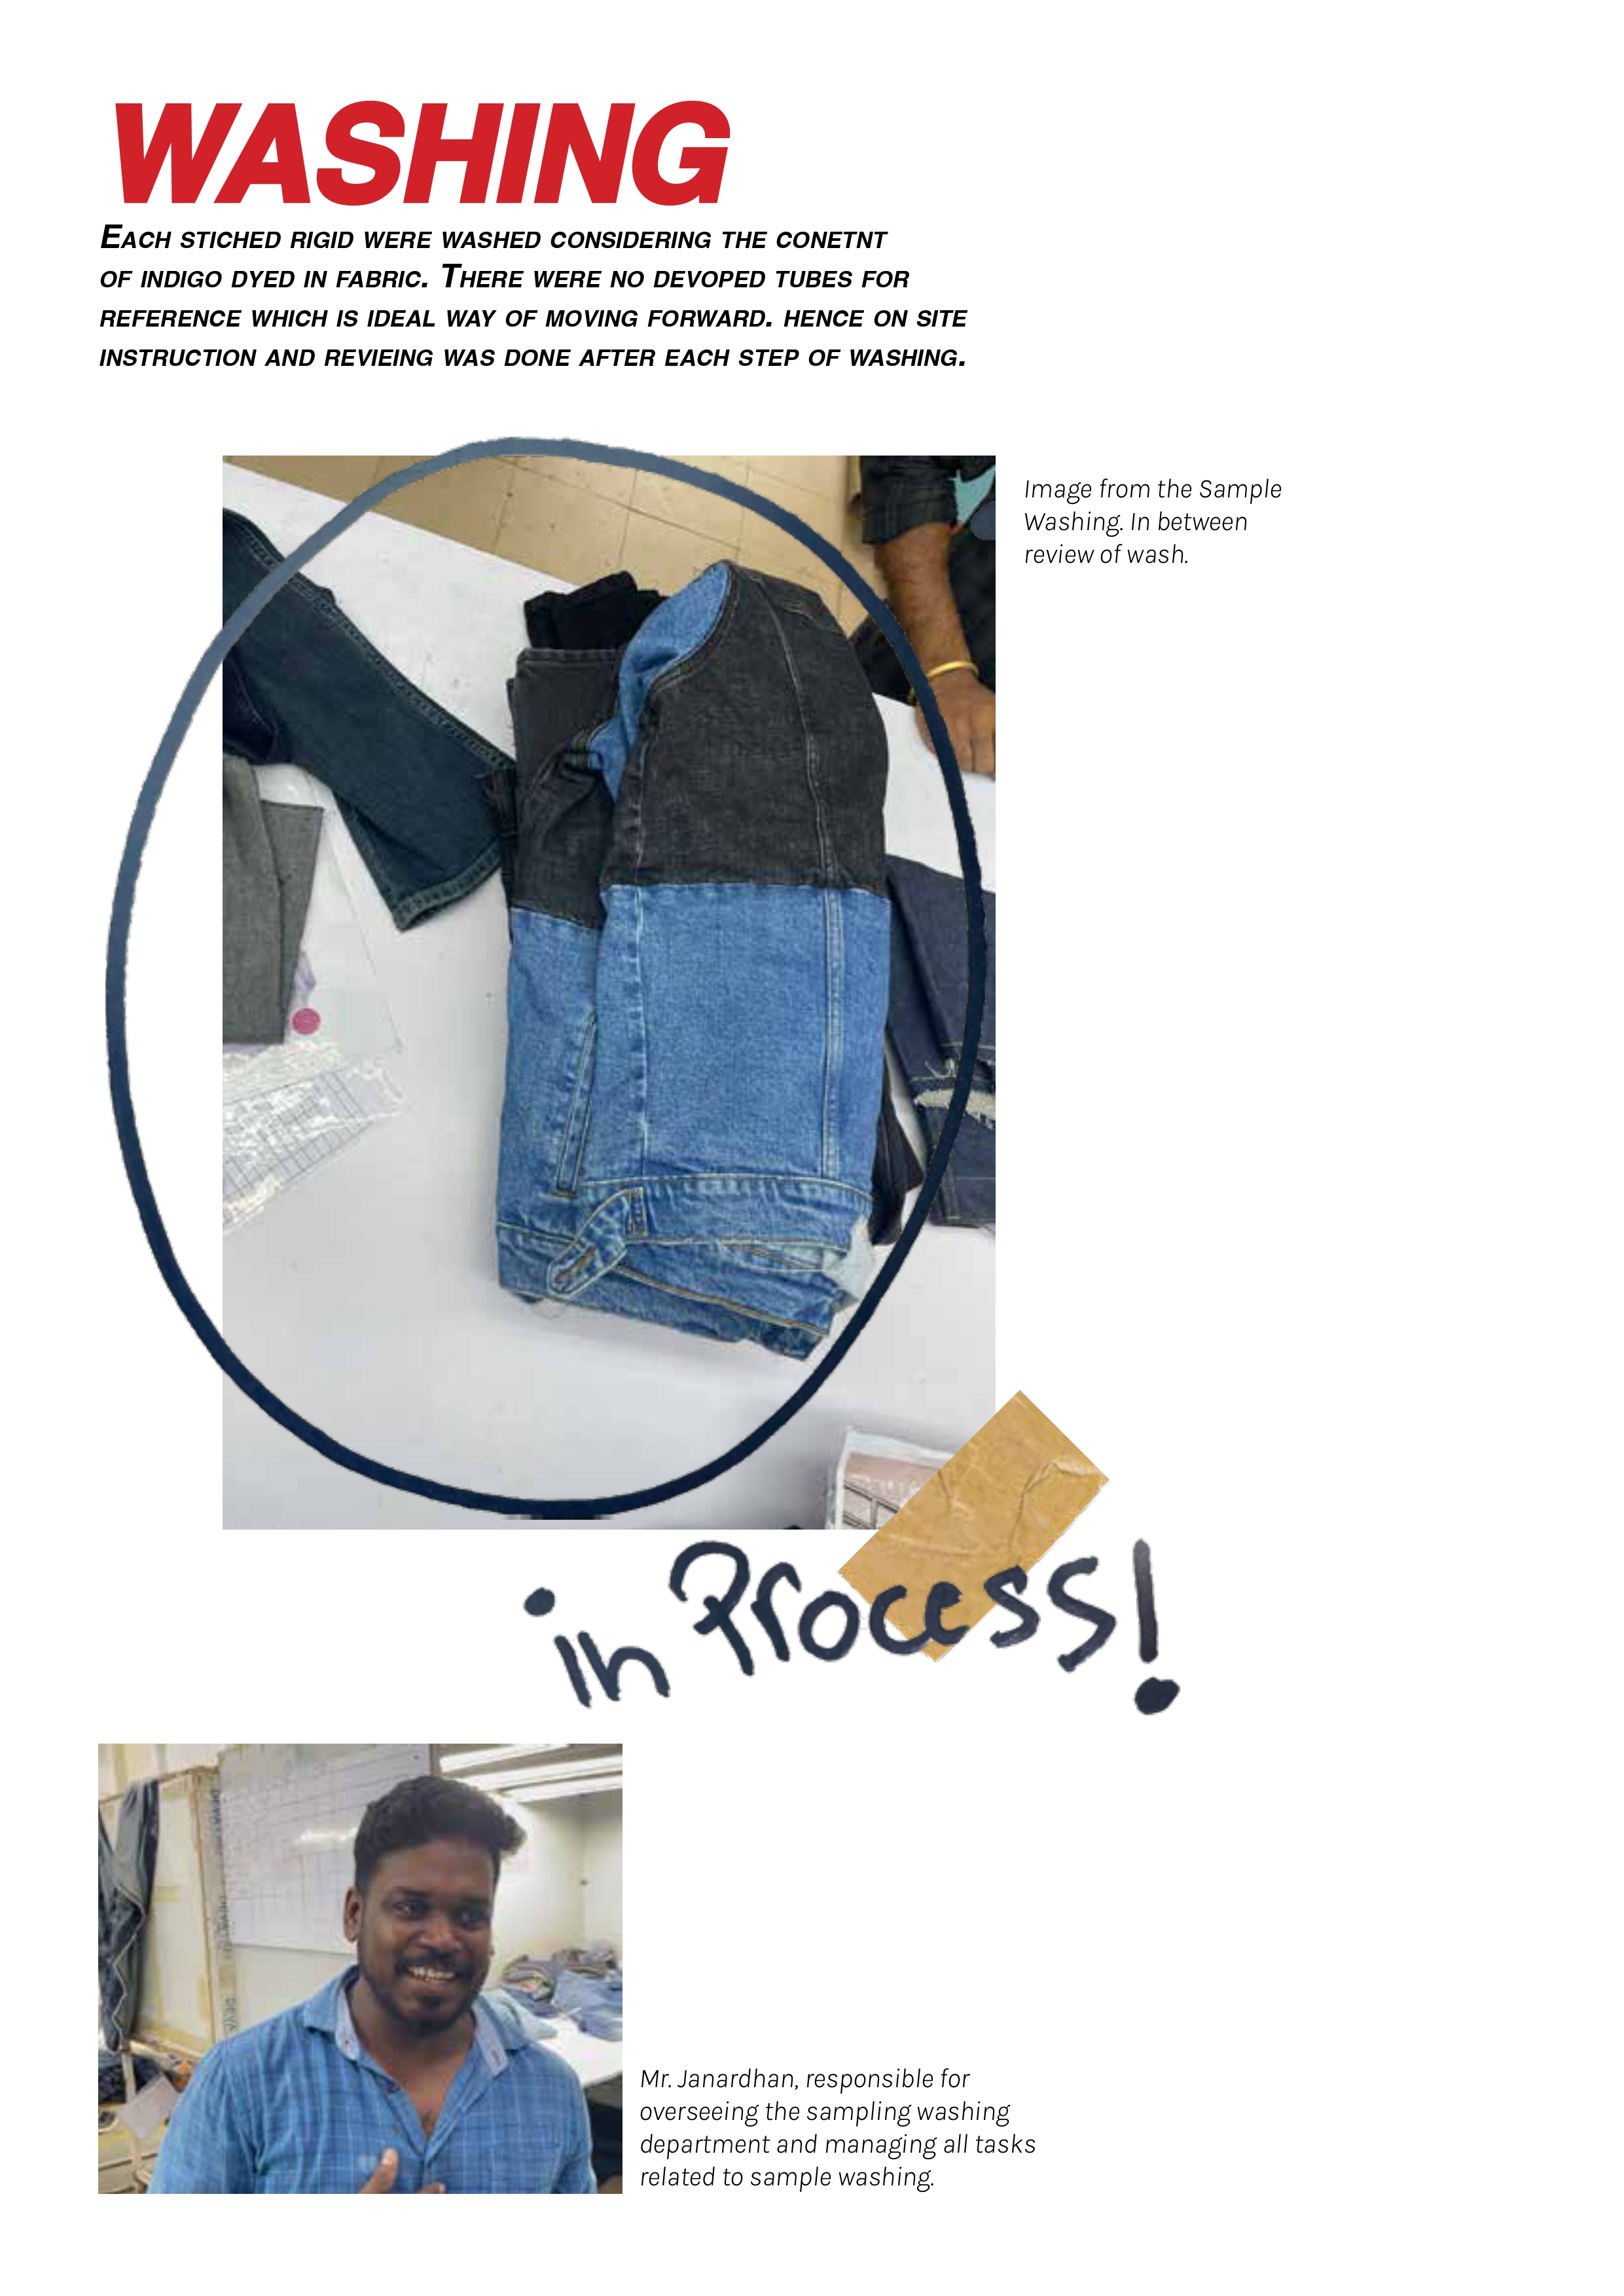 WASHING
EACH STICHED RIGID WERE WASHED CONSIDERING THE CONETNT
OF INDIGO DYED IN FABRIC. THERE WERE NO DEVOPED TUBES FOR
REFERENCE WHICH IS IDEAL WAY OF MOVING FORWARD. HENCE ON SITE
INSTRUCTION AND REVIEING WAS DONE AFTER EACH STEP OF WASHING.
Image from the Sample
Washing. In between
review of wash.
in Process!
Mr. Janardhan, responsible for
overseeing the sampling washing
department and managing all tasks
related to sample washing.